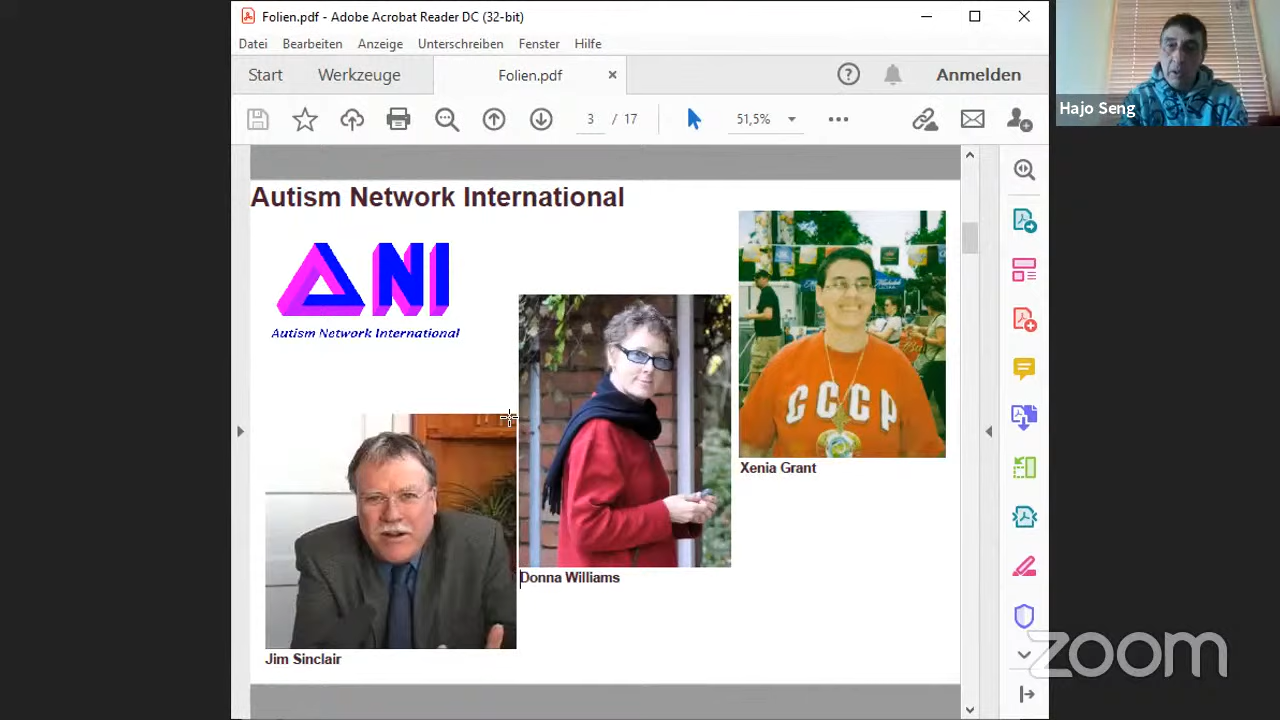 Folien.pdf - Adobe Acrobat Reader DC (32-bit)
Datei Bearbeiten Anzeige Unterschreiben Fenster Hilfe
Start Werkzeuge Folien.pdf Anmelden
3 / 17 51,5%
Hajo Seng
Autism Network International
ANI
Autism Network International
CCCP
Xenia Grant
Donna Williams
Jim Sinclair
zoom